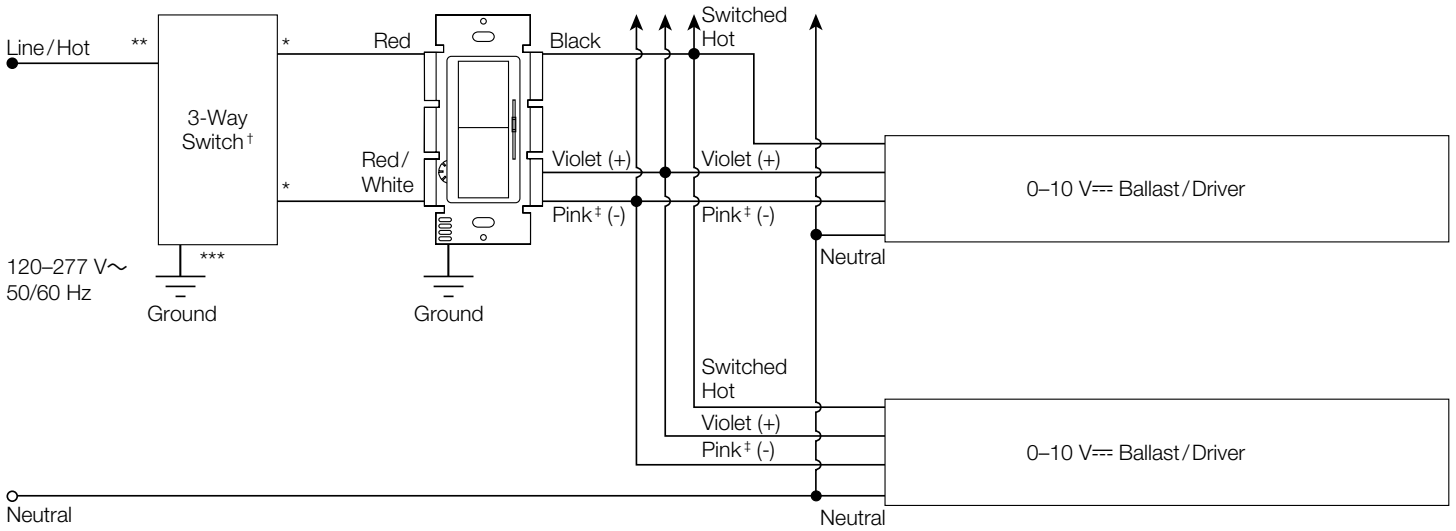 Line/Hot
**
3-Way
Switch†
*
*
***
Ground
120–277 V~
50/60 Hz
Red
Red/
White
Ground
Black
Violet (+)
Pink‡ (-)
Switched
Hot
Violet (+)
Pink‡ (-)
Neutral
0–10 V⎓ Ballast/Driver
Switched
Hot
Violet (+)
Pink‡ (-)
0–10 V⎓ Ballast/Driver
Neutral
Neutral